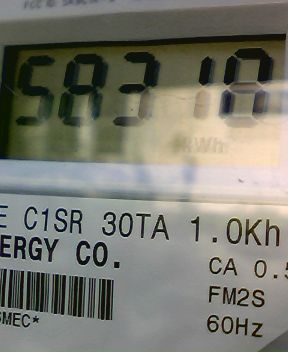 58318
kWh
E C1SR 30TA 1.0Kh
ERGY CO.
CA 0.5
FM2S
60Hz
SMEC*